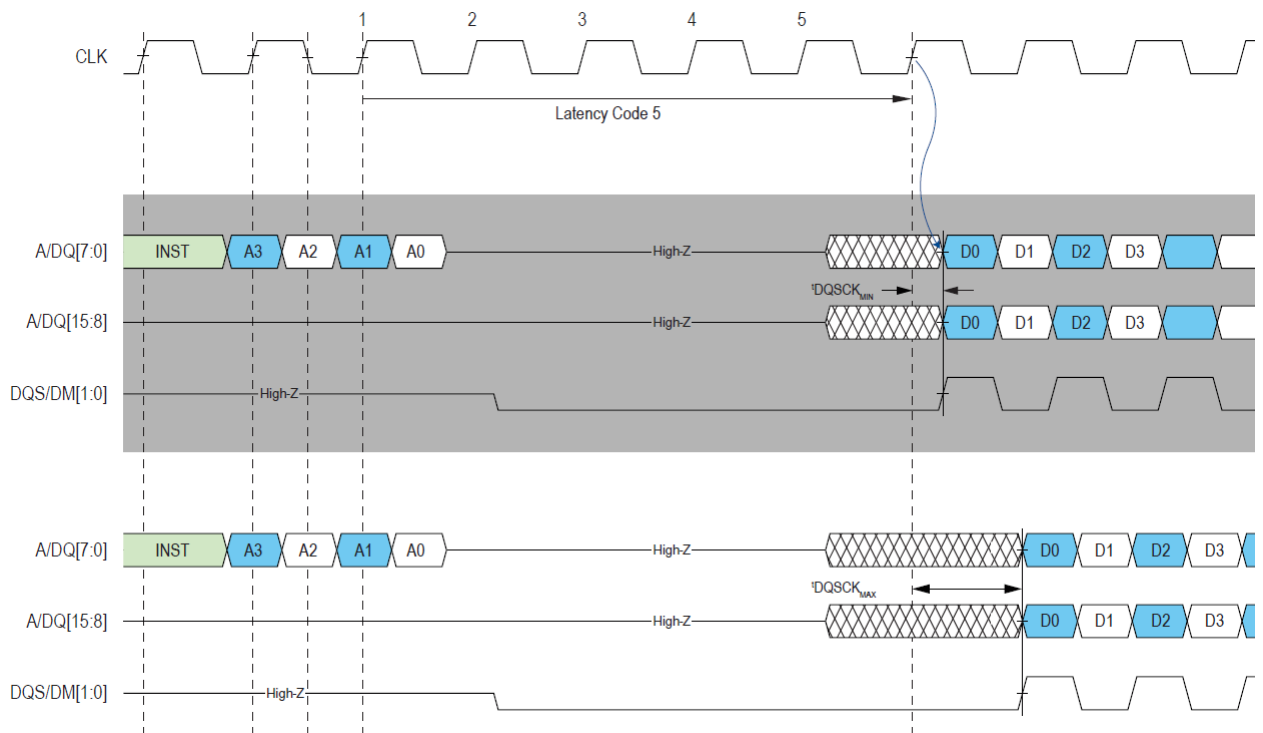 1 2 3 4 5
CLK
Latency Code 5
A/DQ[7:0] INST A3 A2 A1 A0 High-Z D0 D1 D2 D3
tDQSCKMIN
A/DQ[15:8] High-Z D0 D1 D2 D3
DQS/DM[1:0] High-Z
A/DQ[7:0] INST A3 A2 A1 A0 High-Z D0 D1 D2 D3
tDQSCKMAX
A/DQ[15:8] High-Z D0 D1 D2 D3
DQS/DM[1:0] High-Z